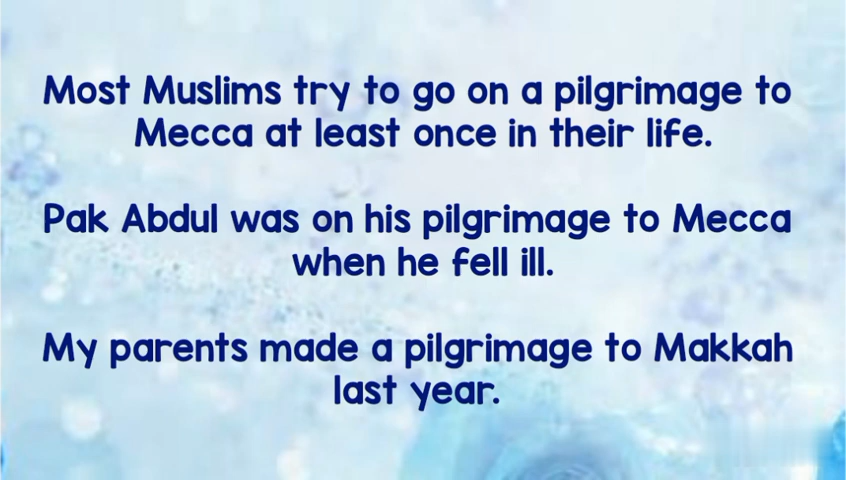 Most Muslims try to go on a pilgrimage to
Mecca at least once in their life.
Pak Abdul was on his pilgrimage to Mecca
when he fell ill.
My parents made a pilgrimage to Makkah
last year.